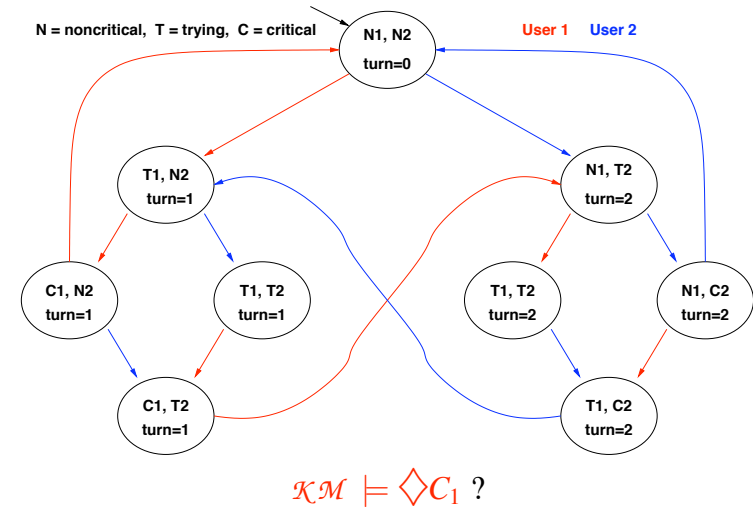 N = noncritical, T = trying, C = critical
N1, N2
turn=0
User 1 User 2
T1, N2
turn=1
N1, T2
turn=2
C1, N2
turn=1
T1, T2
turn=1
T1, T2
turn=2
N1, C2
turn=2
C1, T2
turn=1
T1, C2
turn=2
𝒦ℳ ⊨ ◇C₁ ?